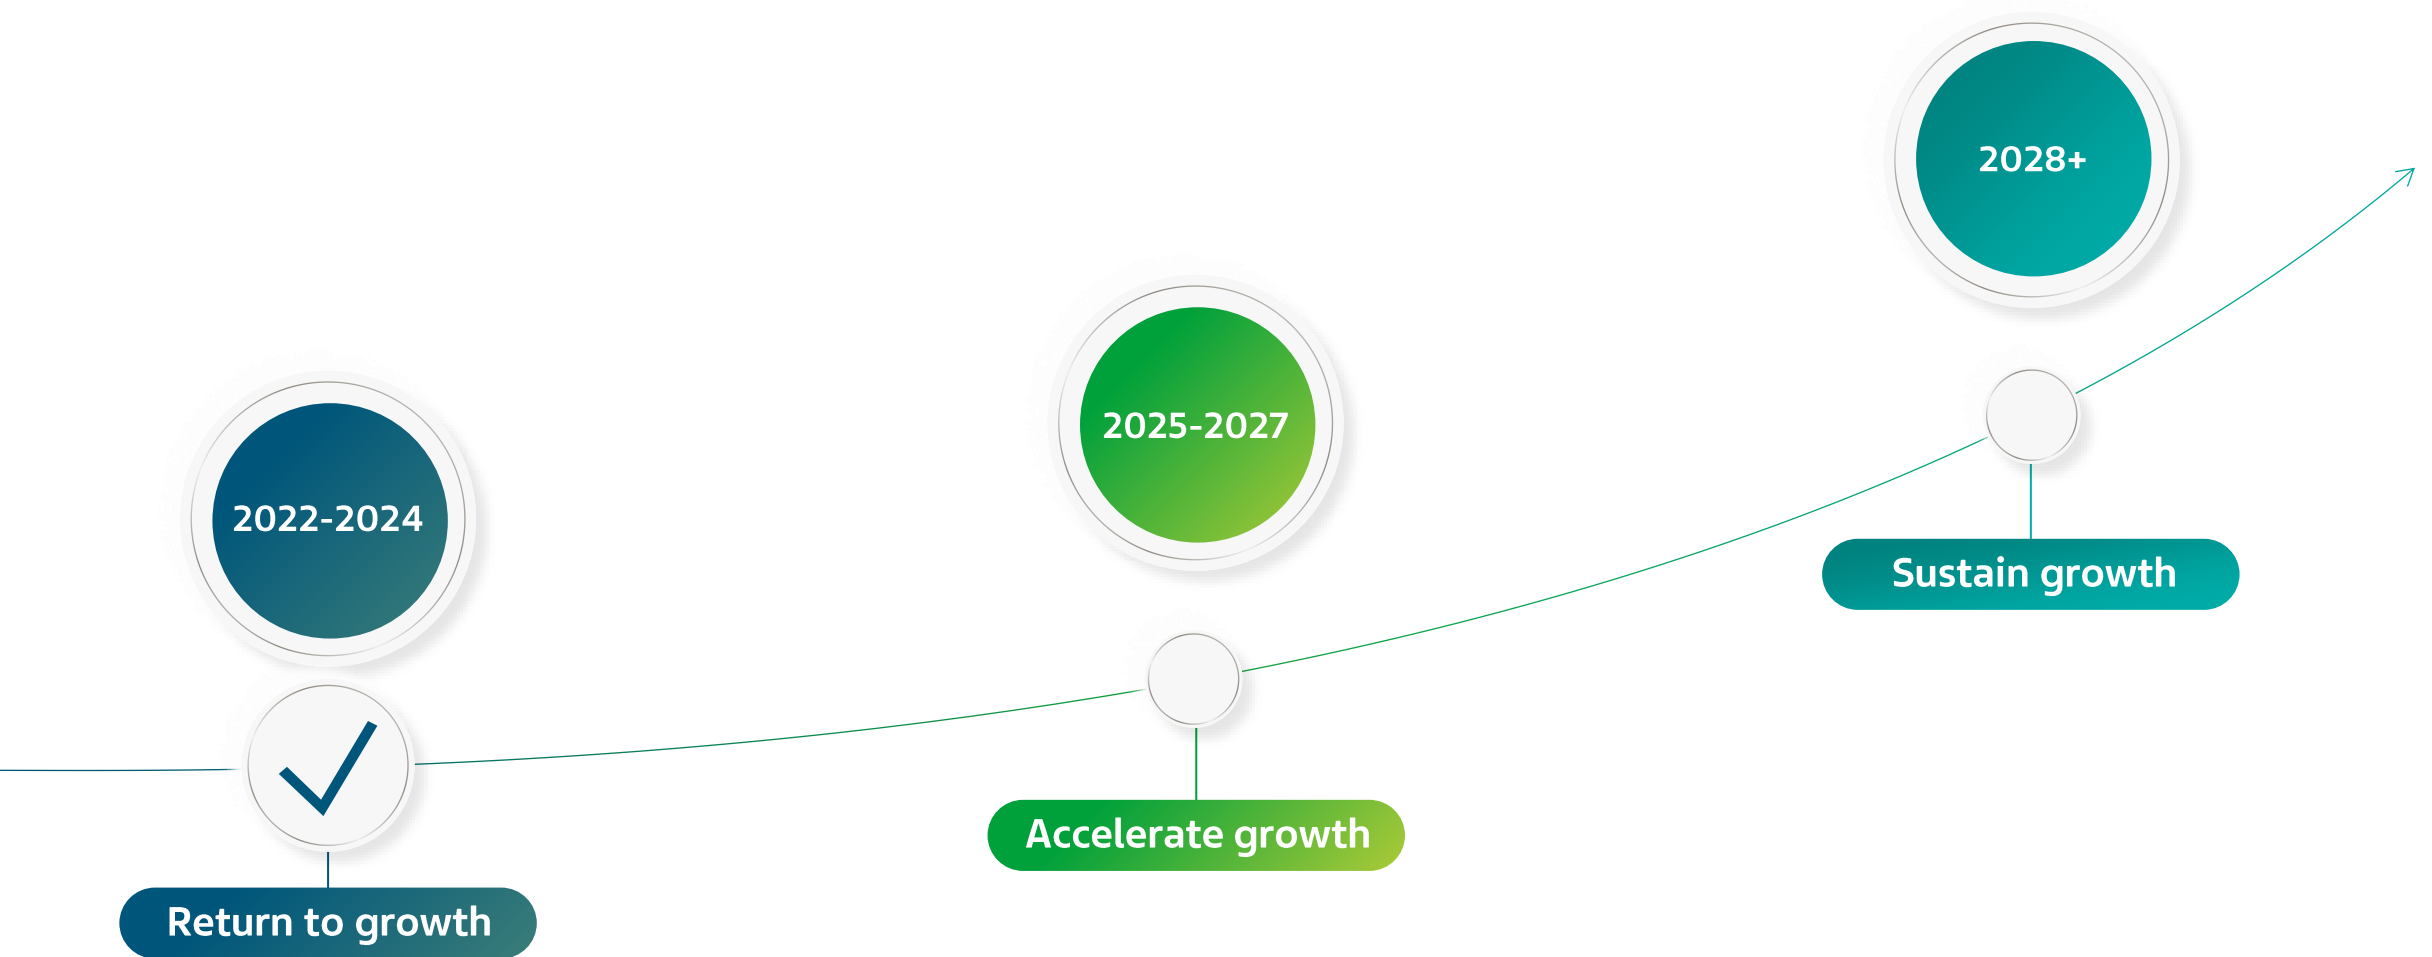 2022-2024
Return to growth
2025-2027
Accelerate growth
2028+
Sustain growth